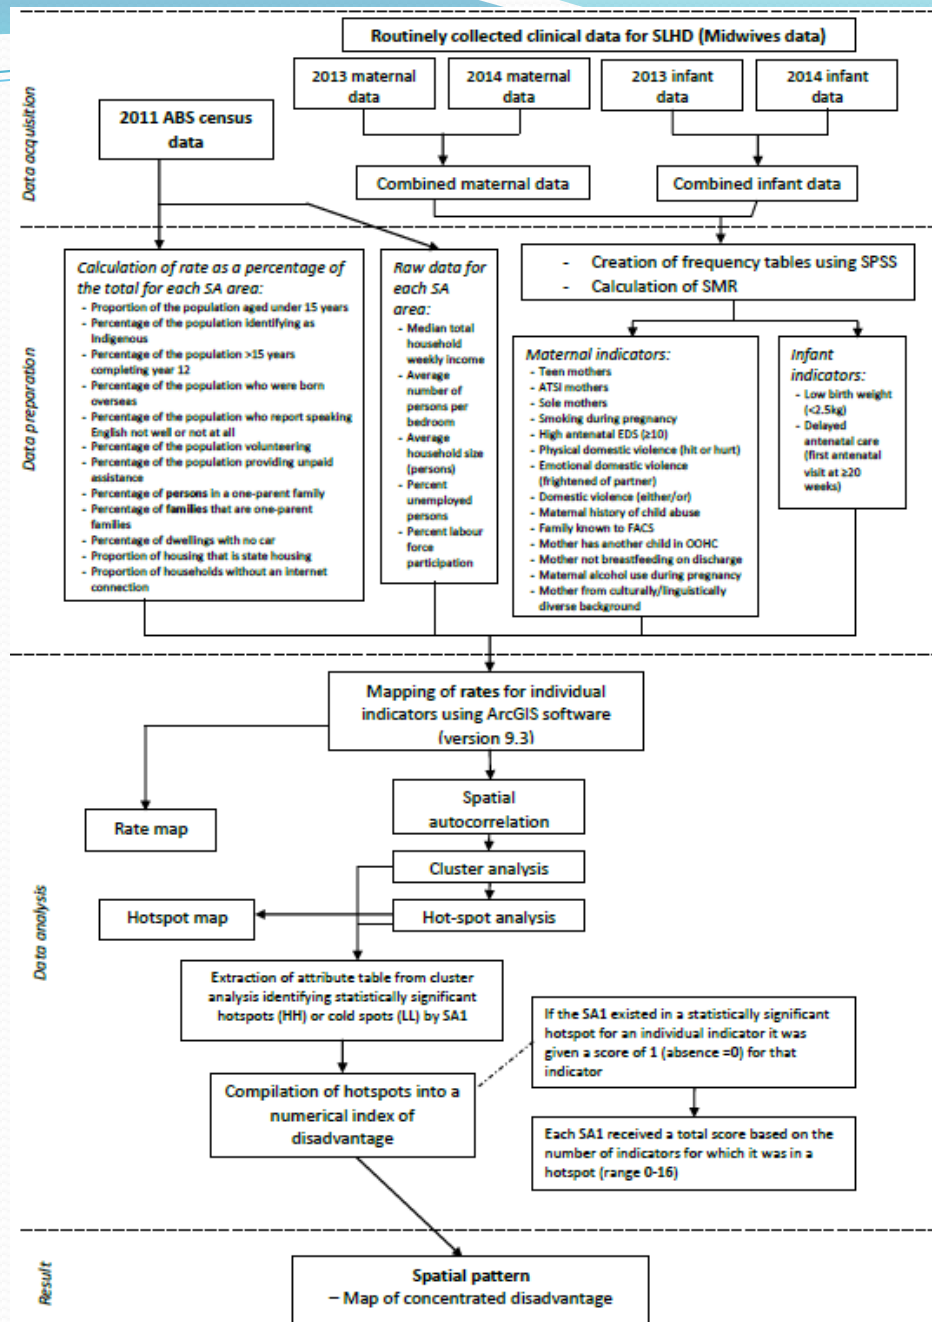 Data acquisition
Routinely collected clinical data for SLHD (Midwives data)
2013 maternal
data
2014 maternal
data
2013 infant
data
2014 infant
data
2011 ABS census
data
Combined maternal data
Combined infant data
Data preparation
Calculation of rate as a percentage of
the total for each SA area:
- Proportion of the population aged under 15 years
- Percentage of the population identifying as
Indigenous
- Percentage of the population >15 years
completing year 12
- Percentage of the population who were born
overseas
- Percentage of the population who report speaking
English not well or not at all
- Percentage of the population volunteering
- Percentage of the population providing unpaid
assistance
- Percentage of persons in a one-parent family
- Percentage of families that are one-parent
families
- Percentage of dwellings with no car
- Proportion of housing that is state housing
- Proportion of households without an internet
connection
Raw data for
each SA
area:
- Median total
household
weekly income
- Average
number of
persons per
bedroom
- Average
household size
(persons)
- Percent
unemployed
persons
- Percent labour
force
participation
- Creation of frequency tables using SPSS
- Calculation of SMR
Maternal indicators:
- Teen mothers
- ATSI mothers
- Sole mothers
- Smoking during pregnancy
- High antenatal EDS (≥10)
- Physical domestic violence (hit or hurt)
- Emotional domestic violence
(frightened of partner)
- Domestic violence (either/or)
- Maternal history of child abuse
- Family known to FACS
- Mother has another child in OOHC
- Mother not breastfeeding on discharge
- Maternal alcohol use during pregnancy
- Mother from culturally/linguistically
diverse background
Infant
indicators:
- Low birth weight
(<2.5kg)
- Delayed
antenatal care
(first antenatal
visit at ≥20
weeks)
Data analysis
Mapping of rates for individual
indicators using ArcGIS software
(version 9.3)
Rate map
Spatial
autocorrelation
Cluster analysis
Hotspot map
Hot-spot analysis
Extraction of attribute table from cluster
analysis identifying statistically significant
hotspots (HH) or cold spots (LL) by SA1
Compilation of hotspots into a
numerical index of
disadvantage
If the SA1 existed in a statistically significant
hotspot for an individual indicator it was
given a score of 1 (absence =0) for that
indicator
Each SA1 received a total score based on the
number of indicators for which it was in a
hotspot (range 0-16)
Result
Spatial pattern
– Map of concentrated disadvantage